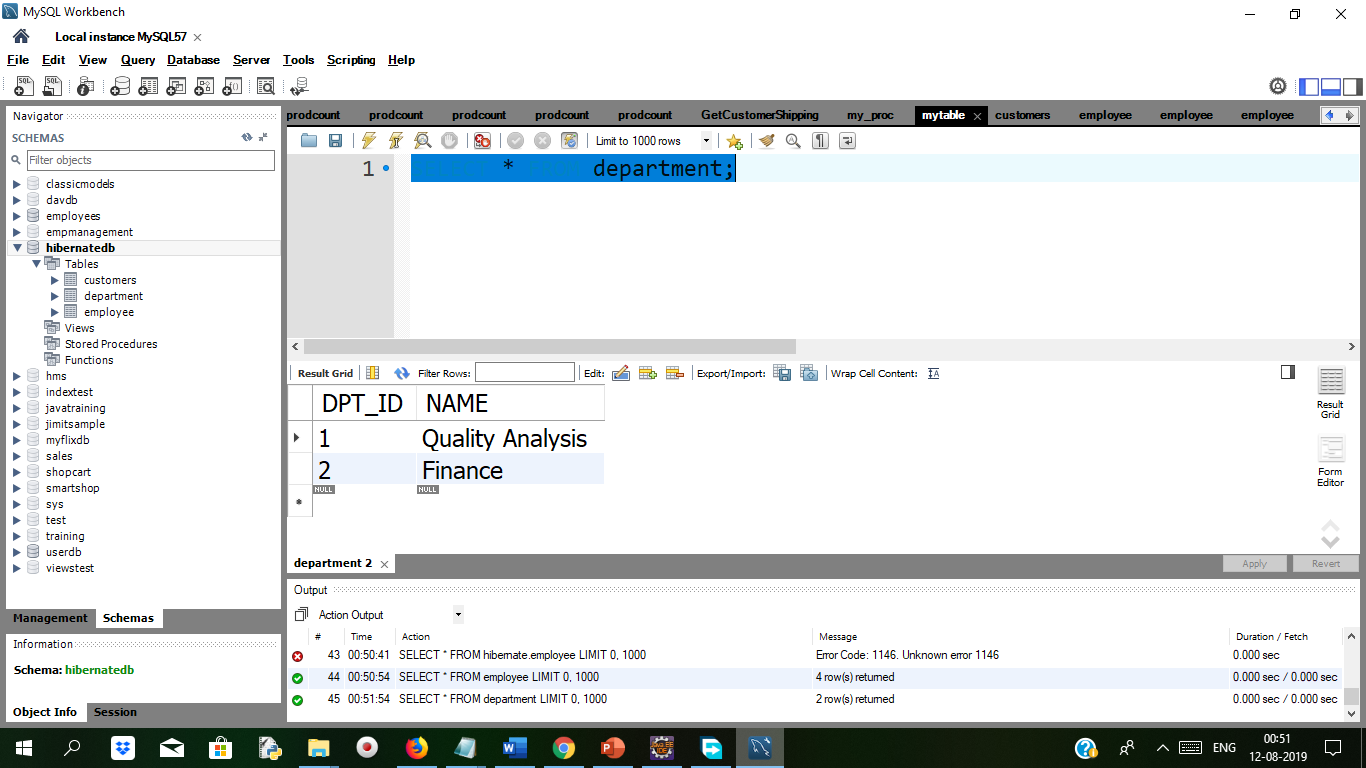 MySQL Workbench
Local instance MySQL57
File Edit View Query Database Server Tools Scripting Help
Navigator
SCHEMAS
Filter objects
classicmodels
davdb
employees
empmanagement
hibernatedb
Tables
customers
department
employee
Views
Stored Procedures
Functions
hms
indextest
javatraining
jimitsample
myflixdb
sales
shopcart
smartshop
sys
test
training
userdb
viewstest
Management Schemas
Information
Schema: hibernatedb
Object Info Session
prodcount prodcount prodcount prodcount prodcount GetCustomerShipping my_proc mytable customers employee employee employee
Limit to 1000 rows
1 * department;
Result Grid Filter Rows: Edit: Export/Import: Wrap Cell Content:
DPT_ID NAME
1 Quality Analysis
2 Finance
NULL NULL
Result
Grid
Form
Editor
department 2
Apply Revert
Output
Action Output
# Time Action Message Duration / Fetch
43 00:50:41 SELECT * FROM hibernate.employee LIMIT 0, 1000 Error Code: 1146. Unknown error 1146 0.000 sec
44 00:50:54 SELECT * FROM employee LIMIT 0, 1000 4 row(s) returned 0.000 sec / 0.000 sec
45 00:51:54 SELECT * FROM department LIMIT 0, 1000 2 row(s) returned 0.000 sec / 0.000 sec
ENG
00:51
12-08-2019